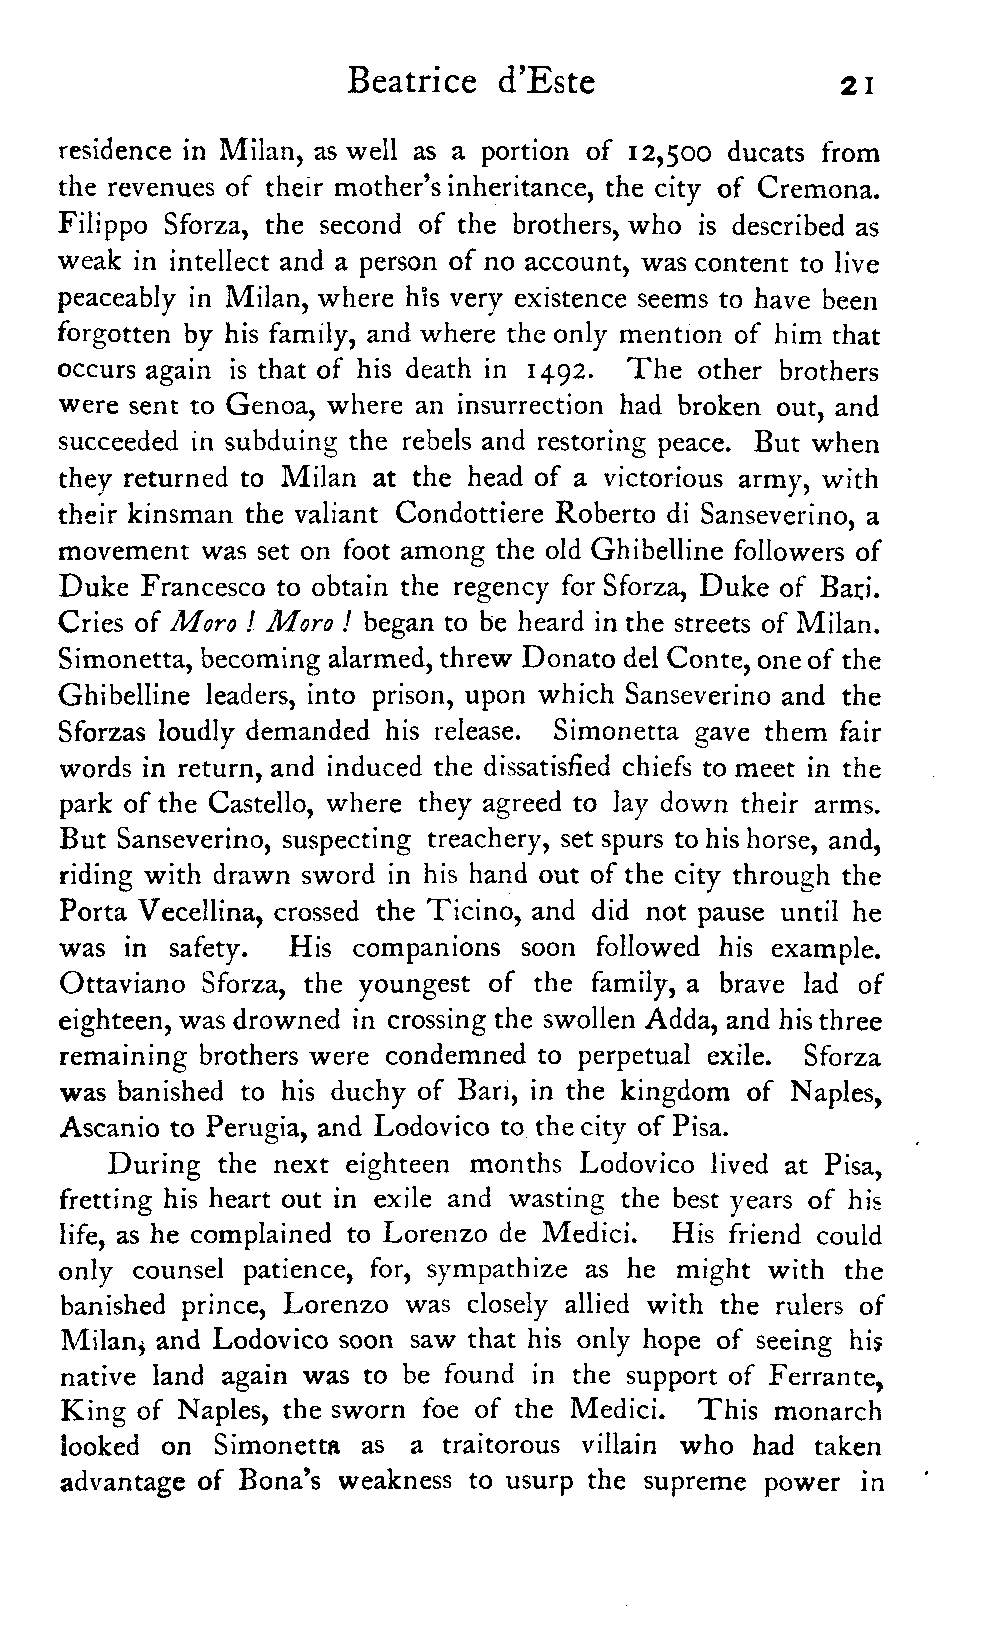 Beatrice d'Este 21
residence in Milan, as well as a portion of 12,500 ducats from
the revenues of their mother's inheritance, the city of Cremona.
Filippo Sforza, the second of the brothers, who is described as
weak in intellect and a person of no account, was content to live
peaceably in Milan, where his very existence seems to have been
forgotten by his family, and where the only mention of him that
occurs again is that of his death in 1492. The other brothers
were sent to Genoa, where an insurrection had broken out, and
succeeded in subduing the rebels and restoring peace. But when
they returned to Milan at the head of a victorious army, with
their kinsman the valiant Condottiere Roberto di Sanseverino, a
movement was set on foot among the old Ghibelline followers of
Duke Francesco to obtain the regency for Sforza, Duke of Bari.
Cries of Moro ! Moro ! began to be heard in the streets of Milan.
Simonetta, becoming alarmed, threw Donato del Conte, one of the
Ghibelline leaders, into prison, upon which Sanseverino and the
Sforzas loudly demanded his release. Simonetta gave them fair
words in return, and induced the dissatisfied chiefs to meet in the
park of the Castello, where they agreed to lay down their arms.
But Sanseverino, suspecting treachery, set spurs to his horse, and,
riding with drawn sword in his hand out of the city through the
Porta Vecellina, crossed the Ticino, and did not pause until he
was in safety. His companions soon followed his example.
Ottaviano Sforza, the youngest of the family, a brave lad of
eighteen, was drowned in crossing the swollen Adda, and his three
remaining brothers were condemned to perpetual exile. Sforza
was banished to his duchy of Bari, in the kingdom of Naples,
Ascanio to Perugia, and Lodovico to the city of Pisa.
During the next eighteen months Lodovico lived at Pisa,
fretting his heart out in exile and wasting the best years of his
life, as he complained to Lorenzo de Medici. His friend could
only counsel patience, for, sympathize as he might with the
banished prince, Lorenzo was closely allied with the rulers of
Milan, and Lodovico soon saw that his only hope of seeing his
native land again was to be found in the support of Ferrante,
King of Naples, the sworn foe of the Medici. This monarch
looked on Simonetta as a traitorous villain who had taken
advantage of Bona's weakness to usurp the supreme power in